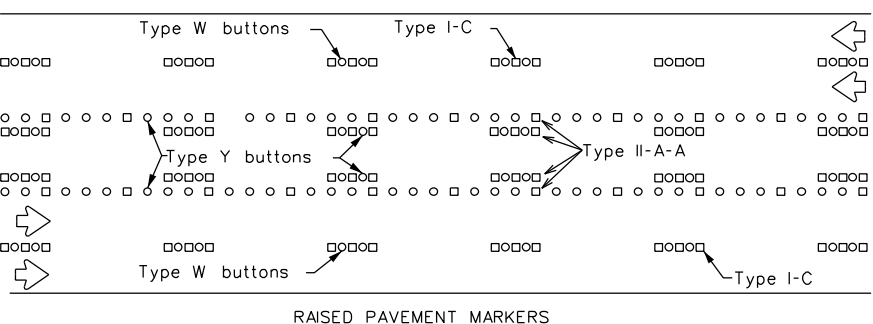 Type W buttons
Type I-C
Type Y buttons
Type II-A-A
Type W buttons
Type I-C
RAISED PAVEMENT MARKERS